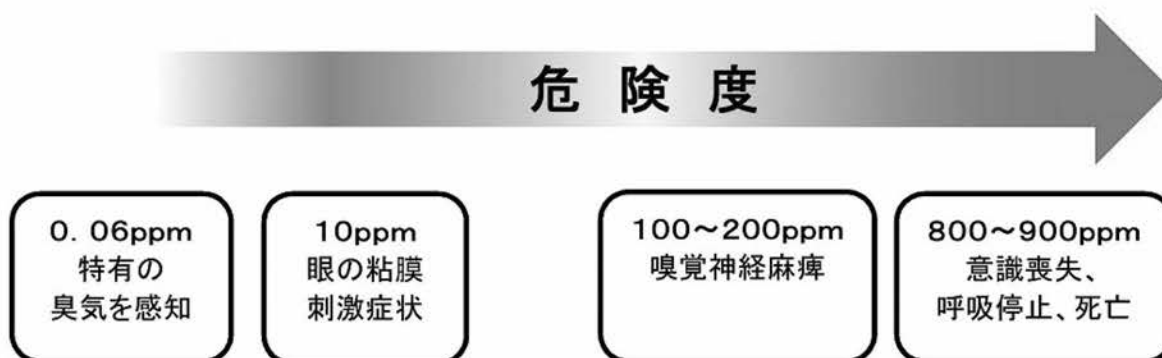 危険度
0.06ppm
特有の
臭気を感知
10ppm
眼の粘膜
刺激症状
100～200ppm
嗅覚神経麻痺
800～900ppm
意識喪失、
呼吸停止、死亡